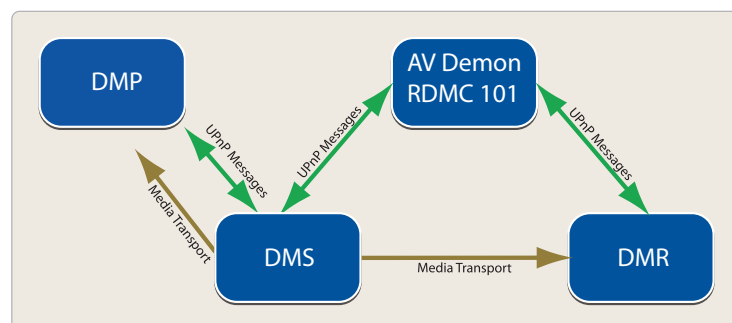 DMP
AV Demon
RDMC 101
UPnP Messages
UPnP Messages
UPnP Messages
Media Transport
DMS
Media Transport
DMR